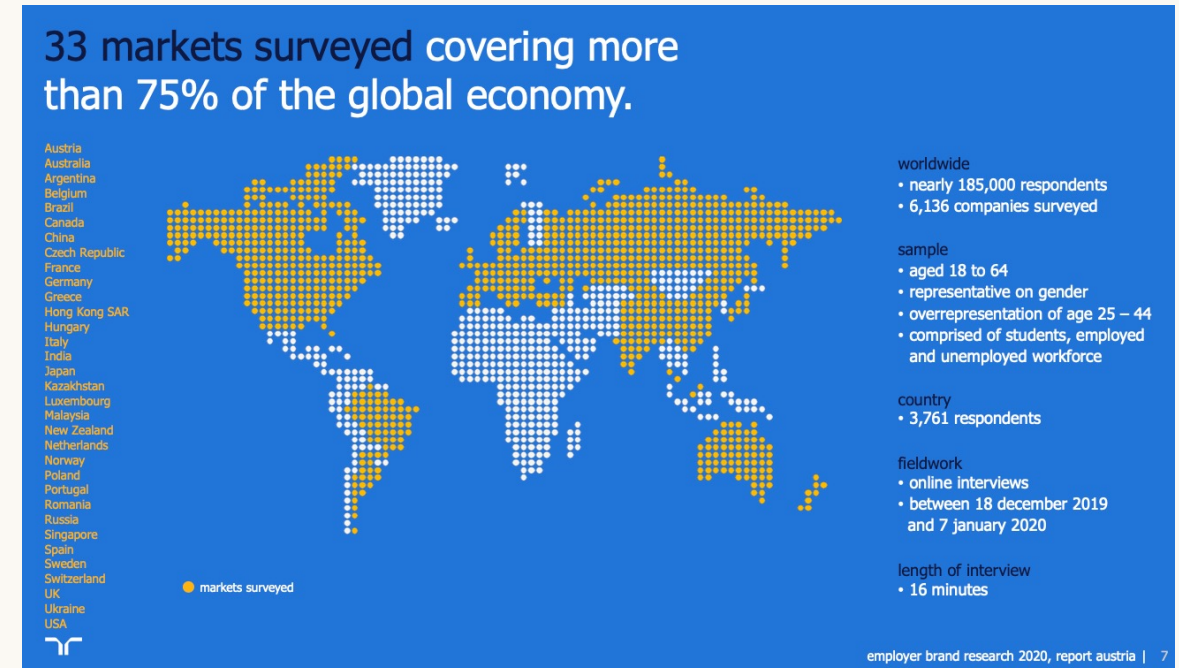 33 markets surveyed covering more
than 75% of the global economy.
Austria
Australia
Argentina
Belgium
Brazil
Canada
China
Czech Republic
France
Germany
Greece
Hong Kong SAR
Hungary
Italy
India
Japan
Kazakhstan
Luxembourg
Malaysia
New Zealand
Netherlands
Norway
Poland
Portugal
Romania
Russia
Singapore
Spain
Sweden
Switzerland
UK
Ukraine
USA
markets surveyed
worldwide
• nearly 185,000 respondents
• 6,136 companies surveyed
sample
• aged 18 to 64
• representative on gender
• overrepresentation of age 25 – 44
• comprised of students, employed
and unemployed workforce
country
• 3,761 respondents
fieldwork
• online interviews
• between 18 december 2019
and 7 january 2020
length of interview
• 16 minutes
employer brand research 2020, report austria | 7